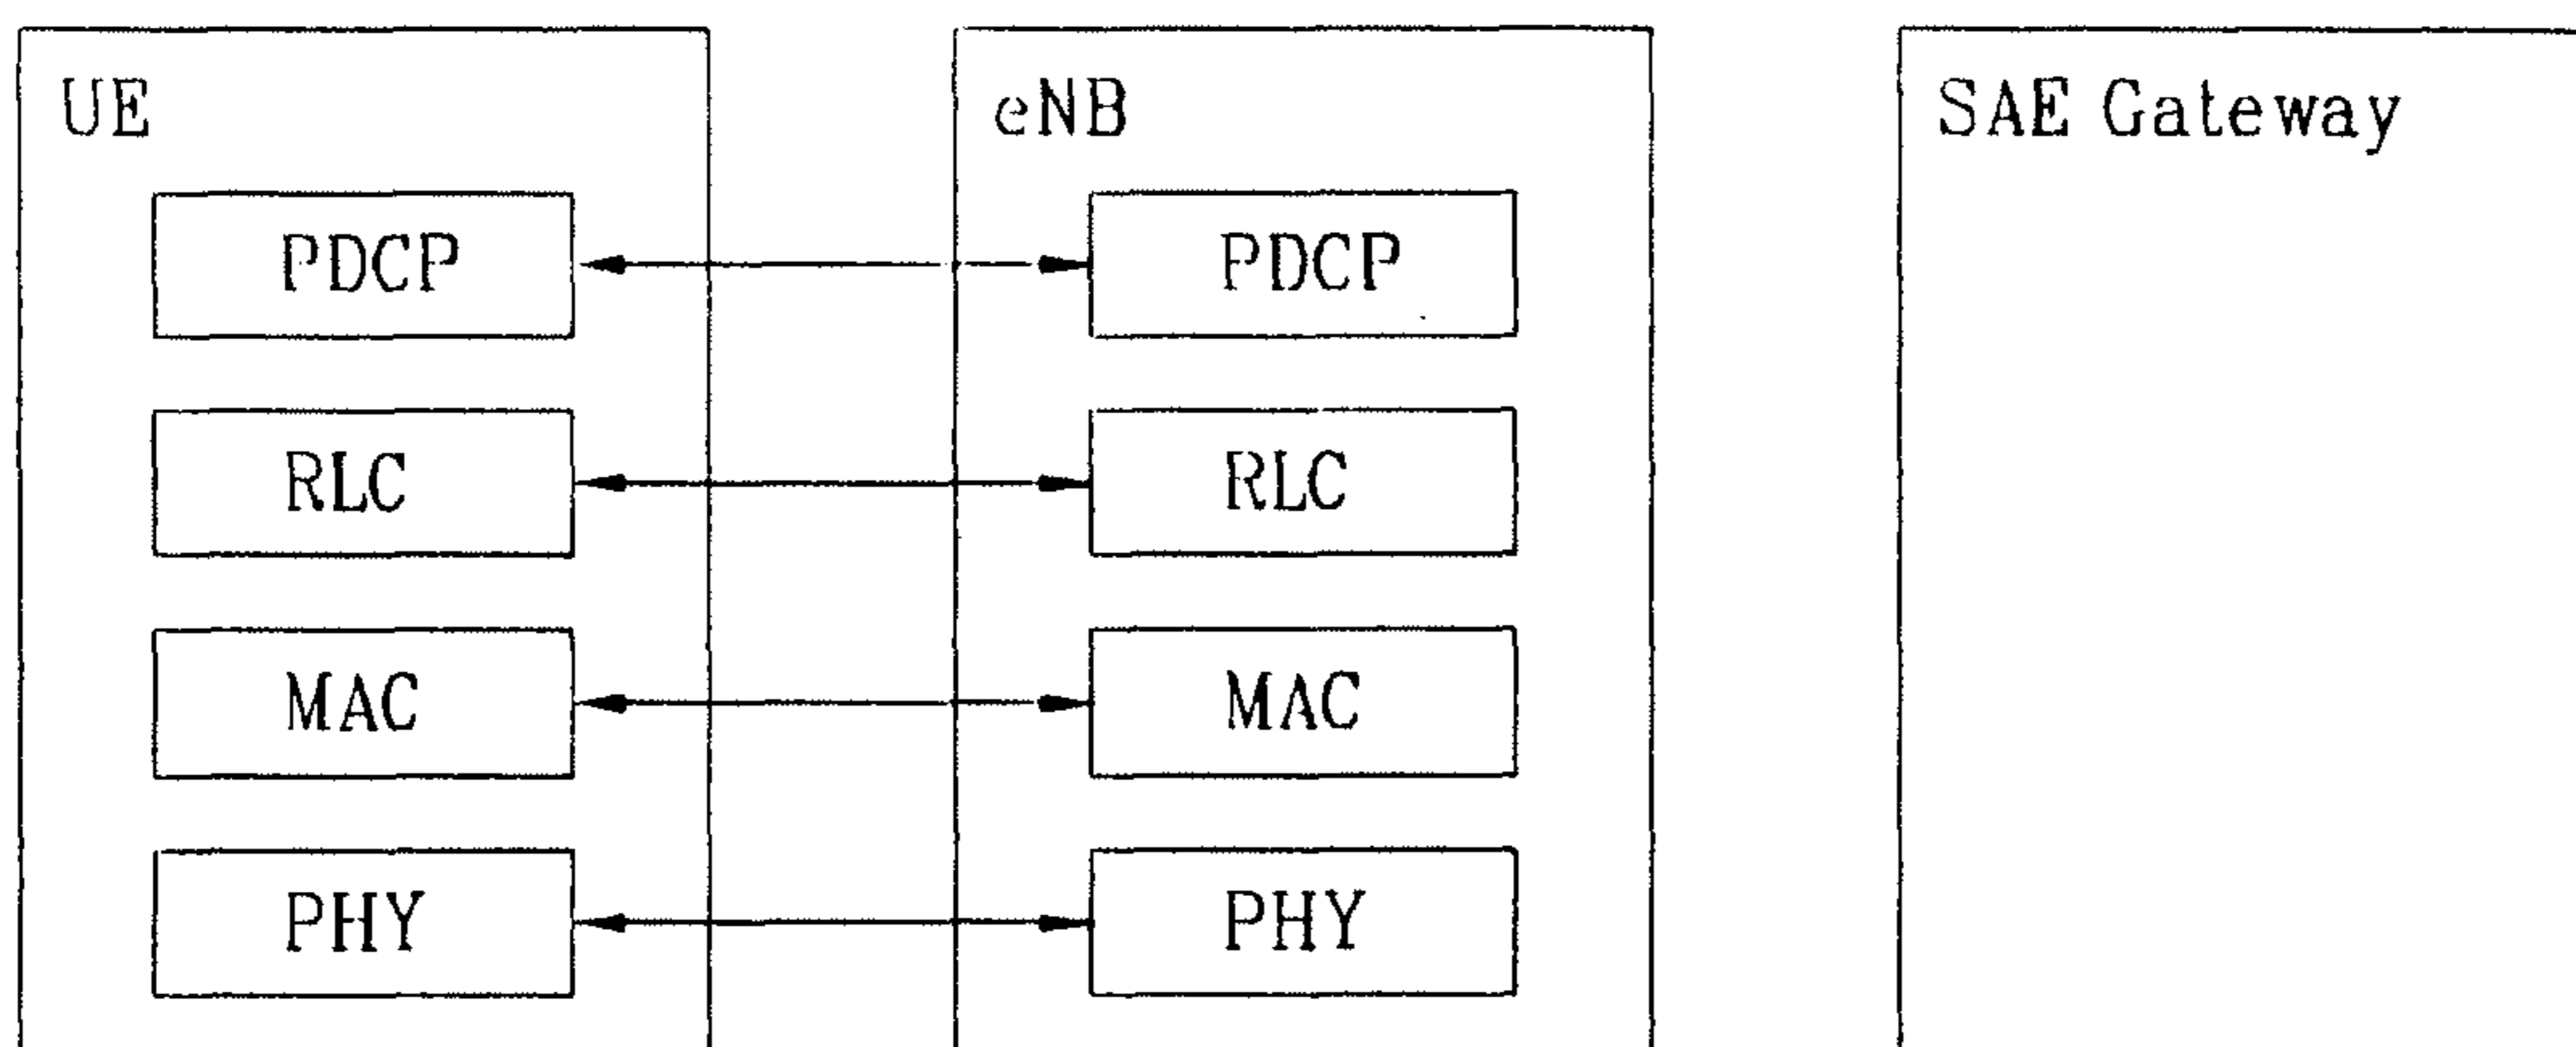 UE eNB SAE Gateway
PDCP PDCP
RLC RLC
MAC MAC
PHY PHY